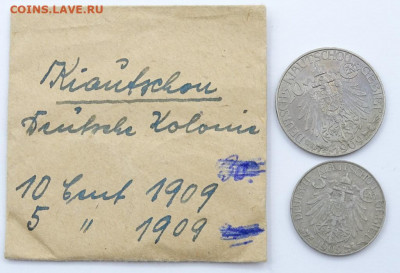 COINS.LAVE.RU
Kiautschou
Deutsche Kolonie
10 Cent 1909
5 " 1909